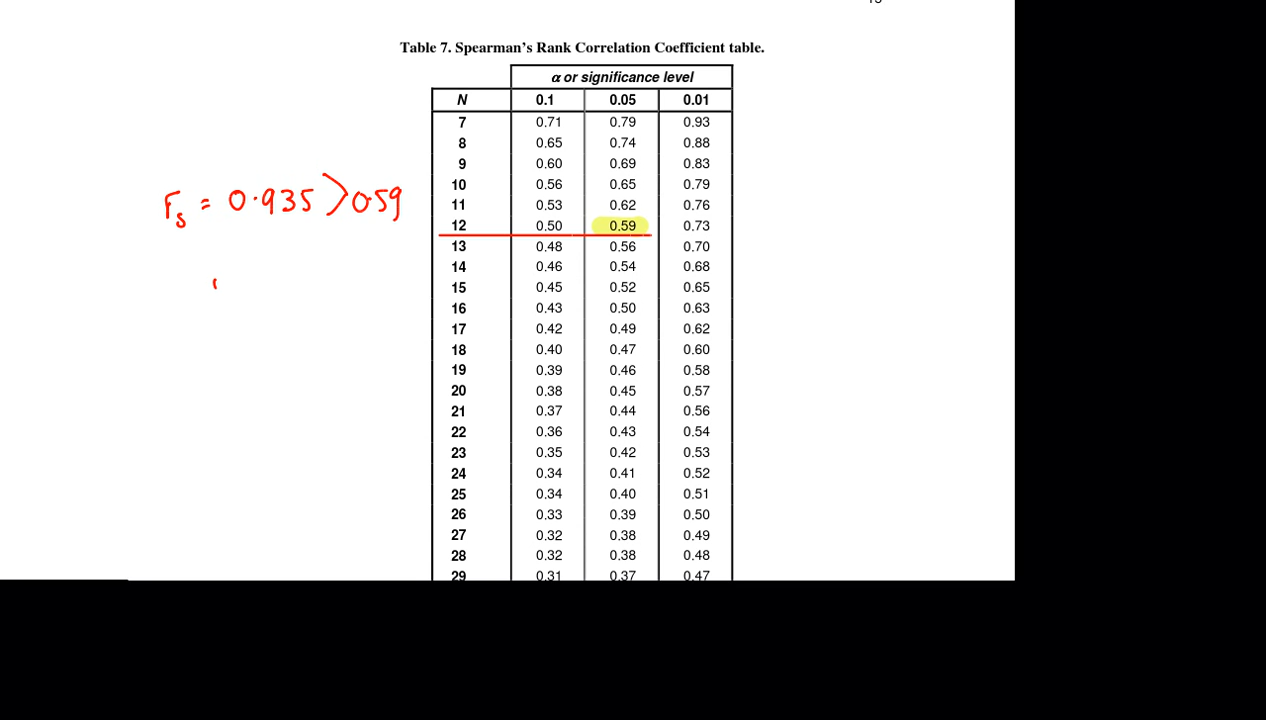 Table 7. Spearman's Rank Correlation Coefficient table.
α or significance level
N 0.1 0.05 0.01
7 0.71 0.79 0.93
8 0.65 0.74 0.88
9 0.60 0.69 0.83
10 0.56 0.65 0.79
11 0.53 0.62 0.76
12 0.50 0.59 0.73
13 0.48 0.56 0.70
14 0.46 0.54 0.68
15 0.45 0.52 0.65
16 0.43 0.50 0.63
17 0.42 0.49 0.62
18 0.40 0.47 0.60
19 0.39 0.46 0.58
20 0.38 0.45 0.57
21 0.37 0.44 0.56
22 0.36 0.43 0.54
23 0.35 0.42 0.53
24 0.34 0.41 0.52
25 0.34 0.40 0.51
26 0.33 0.39 0.50
27 0.32 0.38 0.49
28 0.32 0.38 0.48
29 0.31 0.37 0.47
rs = 0.935 > 0.59